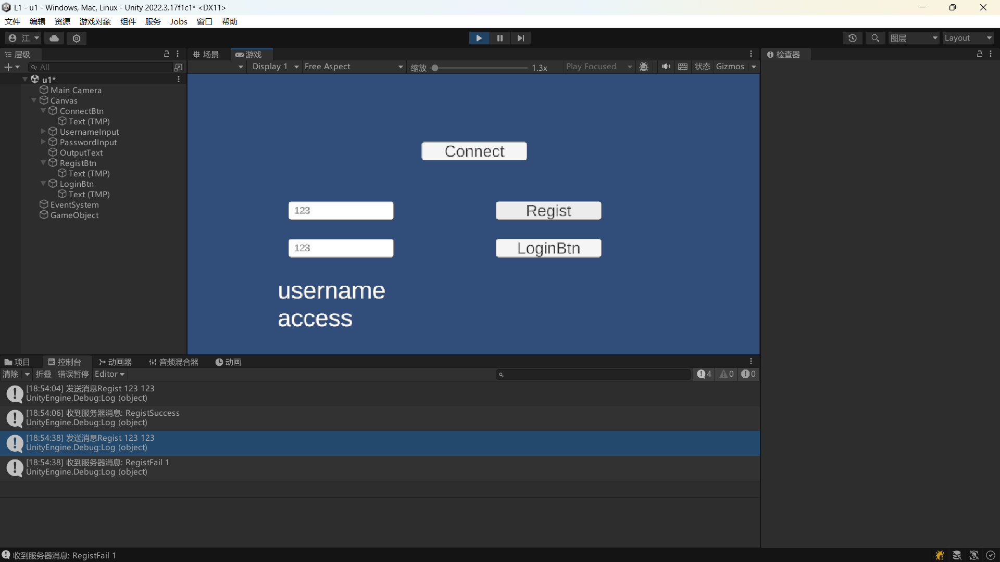 L1 - u1 - Windows, Mac, Linux - Unity 2022.3.17f1c1* <DX11>
文件 编辑 资源 游戏对象 组件 服务 Jobs 窗口 帮助
江 图层 Layout
层级 场景 游戏 检查器
All Display 1 Free Aspect 缩放 1.3x Play Focused 状态 Gizmos
u1*
Main Camera
Canvas
ConnectBtn
Text (TMP)
UsernameInput
PasswordInput
OutputText
RegistBtn
Text (TMP)
LoginBtn
Text (TMP)
EventSystem
GameObject
Connect
123 Regist
123 LoginBtn
username
access
项目 控制台 动画器 音频混合器 动画
清除 折叠 错误暂停 Editor 4 0 0
[18:54:04] 发送消息Regist 123 123
UnityEngine.Debug:Log (object)
[18:54:06] 收到服务器消息: RegistSuccess
UnityEngine.Debug:Log (object)
[18:54:38] 发送消息Regist 123 123
UnityEngine.Debug:Log (object)
[18:54:38] 收到服务器消息: RegistFail 1
UnityEngine.Debug:Log (object)
收到服务器消息: RegistFail 1